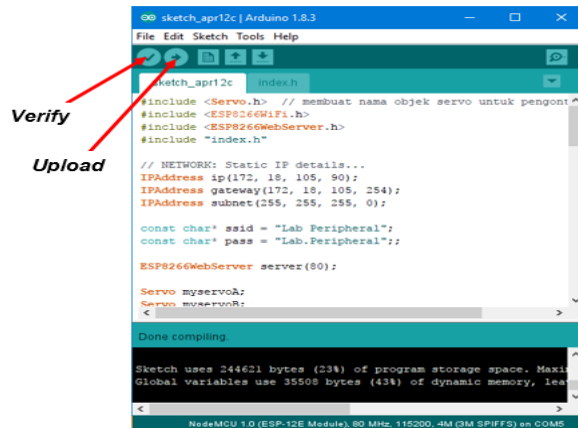 sketch_apr12c | Arduino 1.8.3
File Edit Sketch Tools Help
sketch_apr12c index.h
Verify
Upload
#include <Servo.h> // membuat nama objek servo untuk pengont
#include <ESP8266WiFi.h>
#include <ESP8266WebServer.h>
#include "index.h"
// NETWORK: Static IP details...
IPAddress ip(172, 18, 105, 90);
IPAddress gateway(172, 18, 105, 254);
IPAddress subnet(255, 255, 255, 0);
const char* ssid = "Lab Peripheral";
const char* pass = "Lab.Peripheral";;
ESP8266WebServer server(80);
Servo myservoA;
Servo myservoB;
Done compiling.
Sketch uses 244621 bytes (23%) of program storage space. Maxi
Global variables use 35508 bytes (43%) of dynamic memory, lea
NodeMCU 1.0 (ESP-12E Module), 80 MHz, 115200, 4M (3M SPIFFS) on COM5